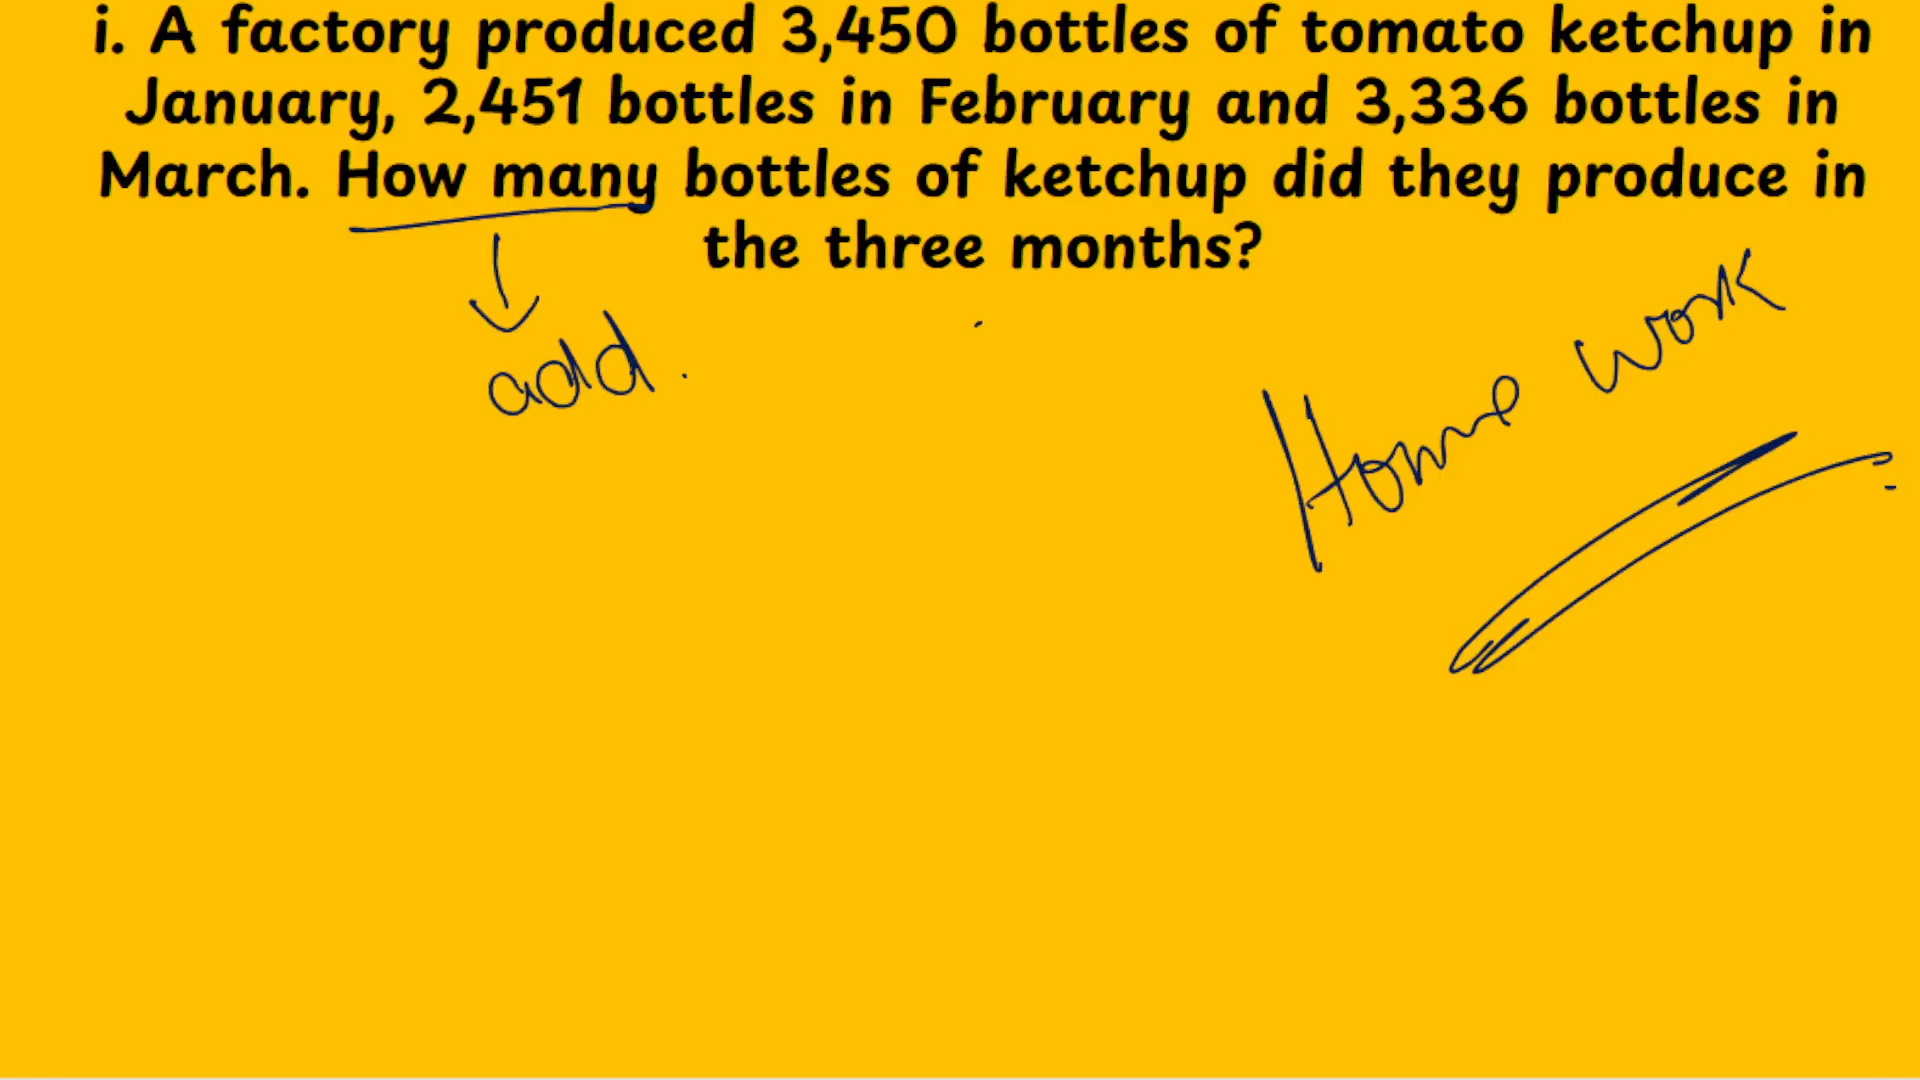 i. A factory produced 3,450 bottles of tomato ketchup in
January, 2,451 bottles in February and 3,336 bottles in
March. How many bottles of ketchup did they produce in
the three months?
add.
Home work